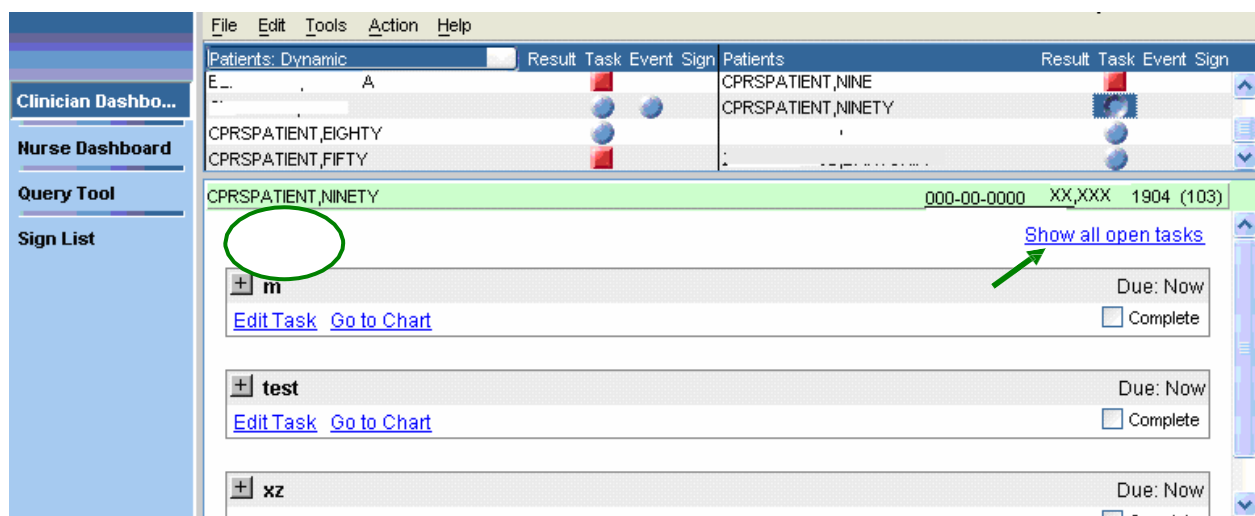 File Edit Tools Action Help
Patients: Dynamic Result Task Event Sign Patients Result Task Event Sign
A CPRSPATIENT,NINE
CPRSPATIENT,NINETY
CPRSPATIENT,EIGHTY
CPRSPATIENT,FIFTY
Clinician Dashbo...
Nurse Dashboard
Query Tool
Sign List
CPRSPATIENT,NINETY 000-00-0000 XX,XXX 1904 (103)
Show all open tasks
+ m Due: Now
Edit Task Go to Chart Complete
+ test Due: Now
Edit Task Go to Chart Complete
+ xz Due: Now